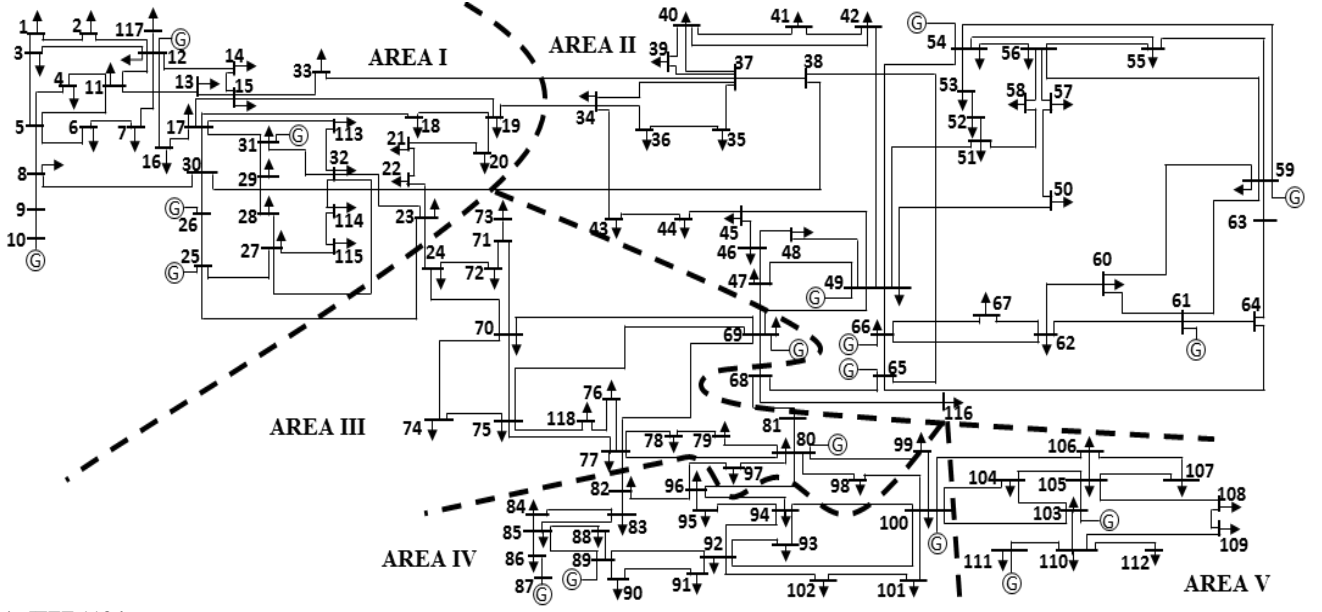 1 2 117 G 40 41 42 G
3 12 14 AREA I AREA II 39 54 56 55
4 11 13 15 33 37 38 53 58 57
5 6 7 17 16 31 G 113 18 19 34 36 35 52 51
8 30 29 32 21 20 22 50 59 G
9 G 26 28 114 23 73 43 44 45 63
10 G 25 G 27 115 24 71 72 46 48 47 49 G 60
70 69 G 66 G 67 62 61 G 64
68 G 65
76 116
AREA III 74 75 118 81
77 78 79 80 G 99 106
82 96 97 98 104 105 107
84 83 95 94 100 103 G 108
85 88 93 G 109
AREA IV 86 89 92 111 110 112
87 G G 90 91 102 101 G AREA V